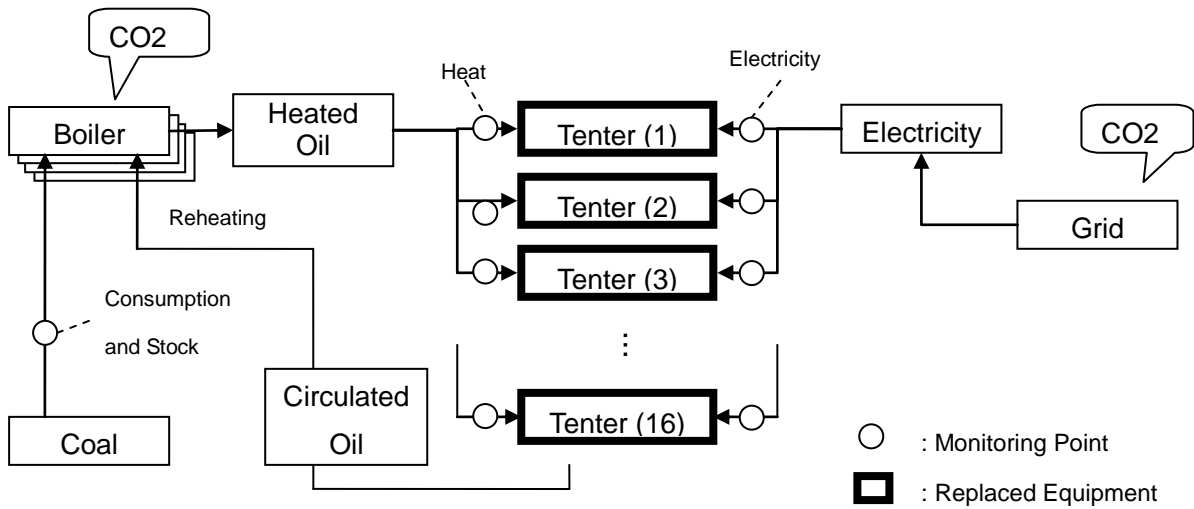 CO2
Heat
Electricity
Boiler
Heated
Oil
Tenter (1)
Electricity
CO2
Tenter (2)
Reheating
Grid
Tenter (3)
Consumption
and Stock
⋮
Circulated
Oil
Tenter (16)
Coal
: Monitoring Point
: Replaced Equipment